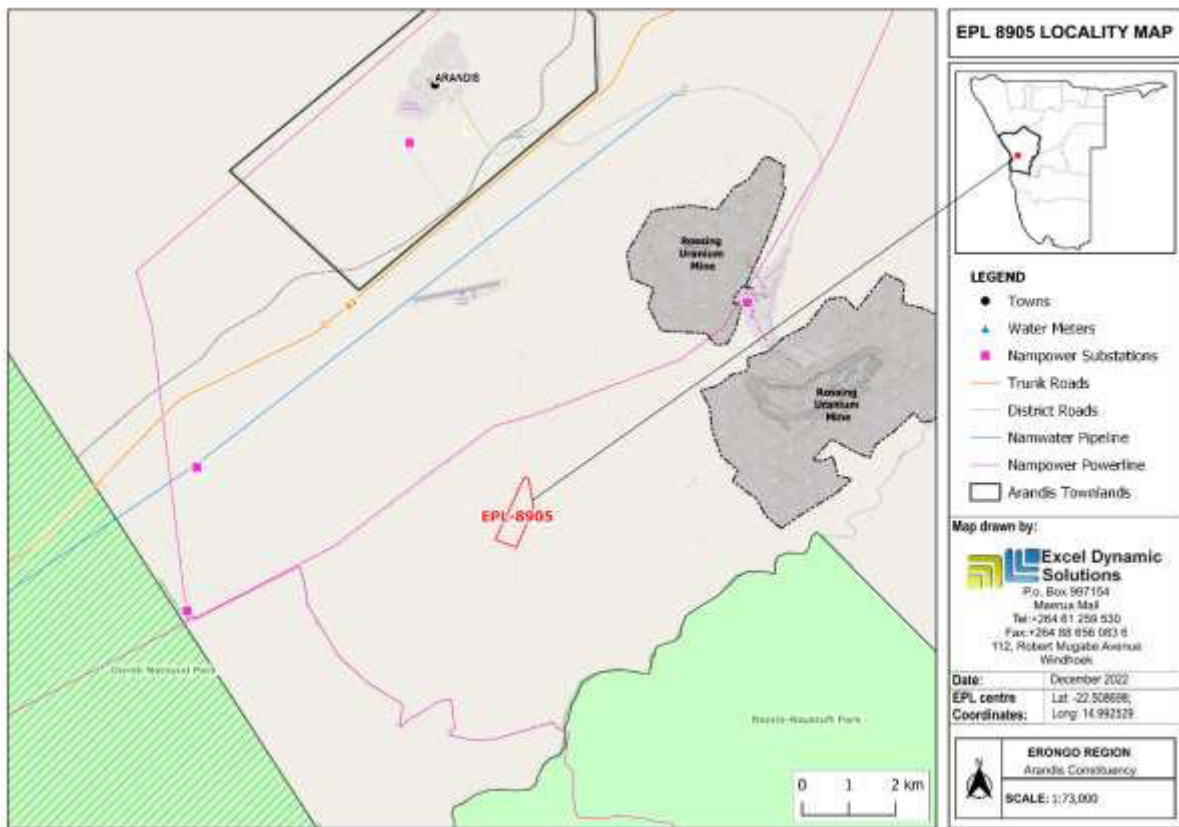 EPL 8905 LOCALITY MAP
ARANDIS
Rossing
Uranium
Mine
Rossing
Uranium
Mine
EPL-8905
National Park
Park
0 1 2 km
LEGEND
Towns
Water Meters
Nampower Substations
Trunk Roads
District Roads
Namwater Pipeline
Nampower Powerline
Arandis Townlands
Map drawn by:
Excel Dynamic
Solutions
P.o. Box 997154
Maerua Mall
Tel:+264 61 259 530
Fax:+264 88 656 083 6
112, Robert Mugabe Avenue
Windhoek
Date: December 2022
EPL centre Lat: -22.508698;
Coordinates: Long: 14.992529
N
ERONGO REGION
Arandis Constituency
SCALE: 1:73,000